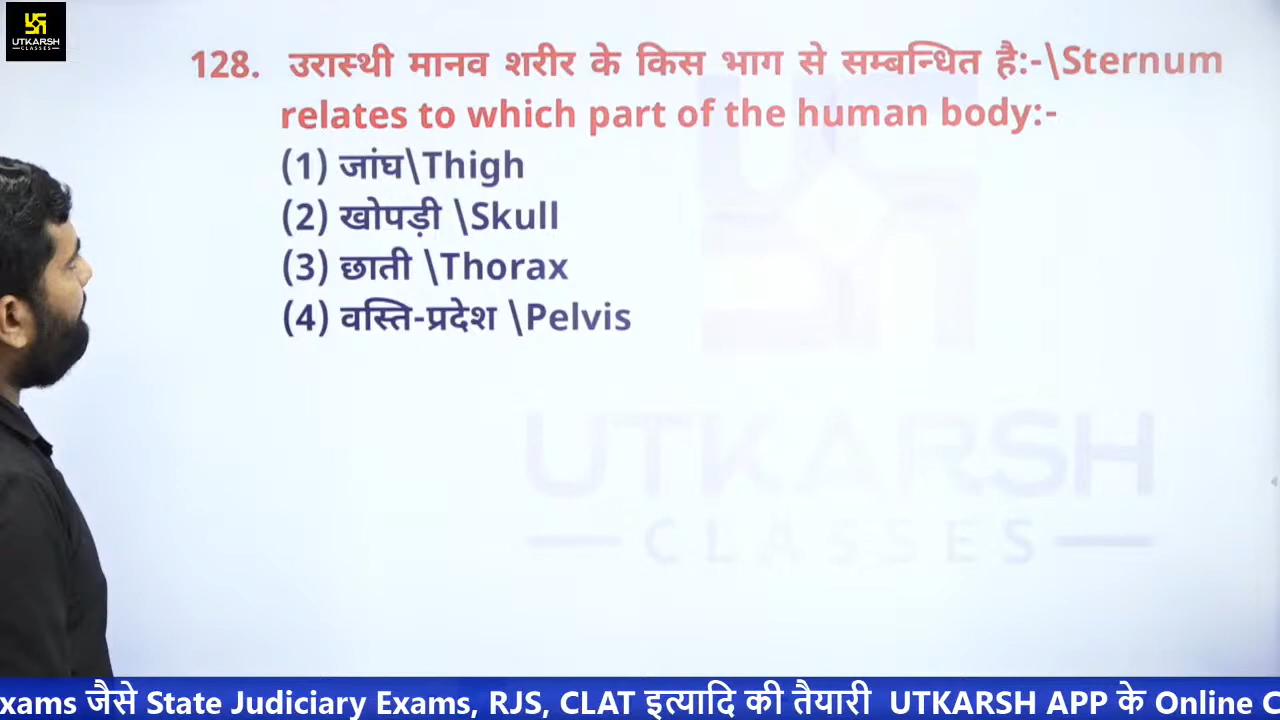 UTKARSH
CLASSES
128. उरास्थी मानव शरीर के किस भाग से सम्बन्धित है:-\Sternum
relates to which part of the human body:-
(1) जांघ\Thigh
(2) खोपड़ी \Skull
(3) छाती \Thorax
(4) वस्ति-प्रदेश \Pelvis
UTKARSH
CLASSES
xams जैसे State Judiciary Exams, RJS, CLAT इत्यादि की तैयारी UTKARSH APP के Online C